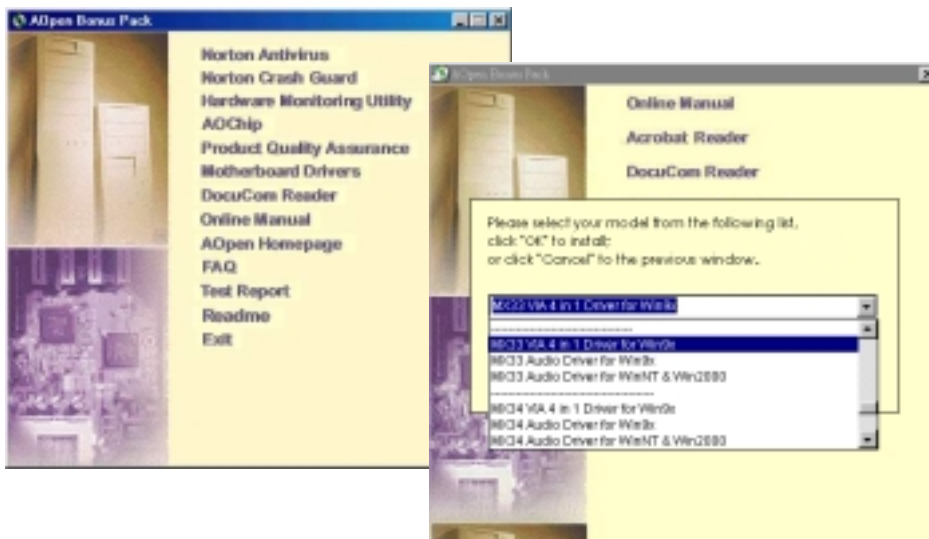 AOpen Bonus Pack
Norton Antivirus
Norton Crash Guard
Hardware Monitoring Utility
AOChip
Product Quality Assurance
Motherboard Drivers
DocuCom Reader
Online Manual
AOpen Homepage
FAQ
Test Report
Readme
Exit
AOpen Bonus Pack
Online Manual
Acrobat Reader
DocuCom Reader
Please select your model from the following list,
click "OK" to install;
or click "Cancel" to the previous window.
MX33 VIA 4 in 1 Driver for Win9x
--------------------------------
MX33 VIA 4 in 1 Driver for Win9x
MX33 Audio Driver for Win9x
MX33 Audio Driver for WinNT & Win2000
-------------------------------------
MX34 VIA 4 in 1 Driver for Win9x
MX34 Audio Driver for Win9x
MX34 Audio Driver for WinNT & Win2000